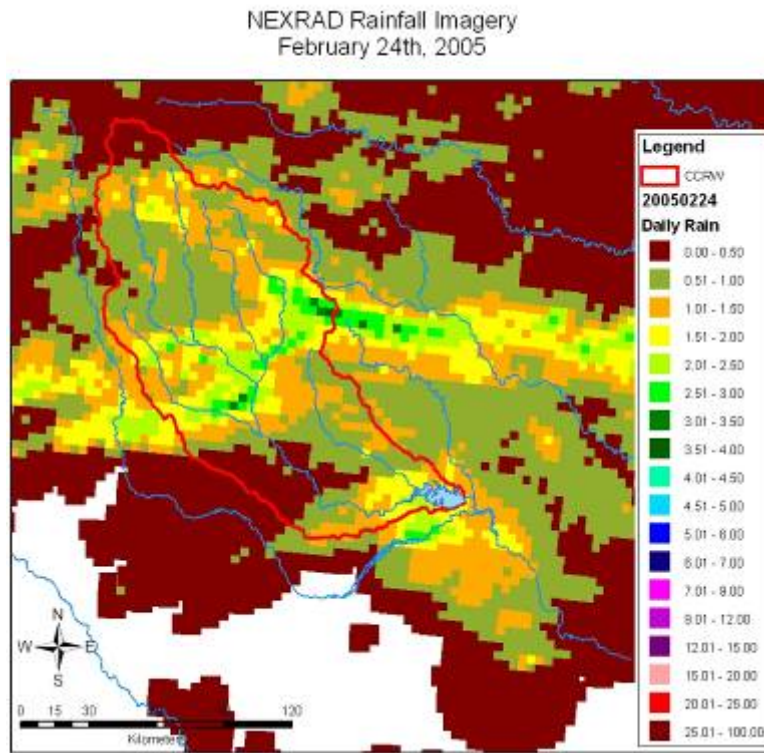 NEXRAD Rainfall Imagery
February 24th, 2005
Legend
CCRW
20050224
Daily Rain
0.00 - 0.50
0.51 - 1.00
1.01 - 1.50
1.51 - 2.00
2.01 - 2.50
2.51 - 3.00
3.01 - 3.50
3.51 - 4.00
4.01 - 4.50
4.51 - 5.00
5.01 - 6.00
6.01 - 7.00
7.01 - 8.00
8.01 - 12.00
12.01 - 15.00
15.01 - 20.00
20.01 - 25.00
25.01 - 100.00
N
W E
S
0 15 30 120
Kilometers